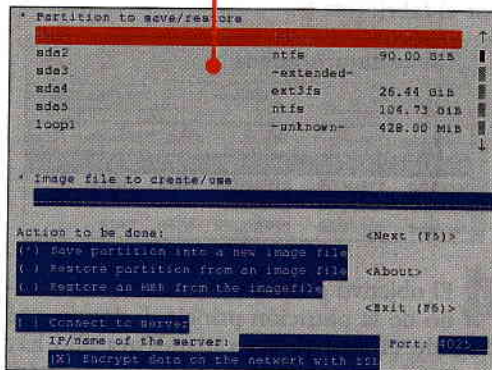 * Partition to save/restore
sda2 ntfs 90.00 GiB
sda3 -extended-
sda4 ext3fs 26.44 GiB
sda5 ntfs 104.73 GiB
loop1 -unknown- 428.00 MiB
* Image file to create/use
Action to be done:
<Next (F5)>
(*) Save partition into a new image file
( ) Restore partition from an image file <About>
( ) Restore an MBR from the imagefile
<Exit (F6)>
[ ] Connect to server
IP/name of the server: Port: 4025
[X] Encrypt data on the network with SSL